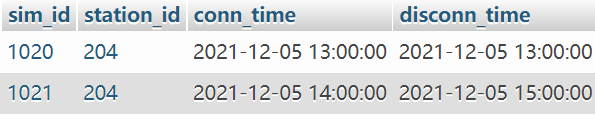 sim_id station_id conn_time disconn_time
1020 204 2021-12-05 13:00:00 2021-12-05 13:00:00
1021 204 2021-12-05 14:00:00 2021-12-05 15:00:00